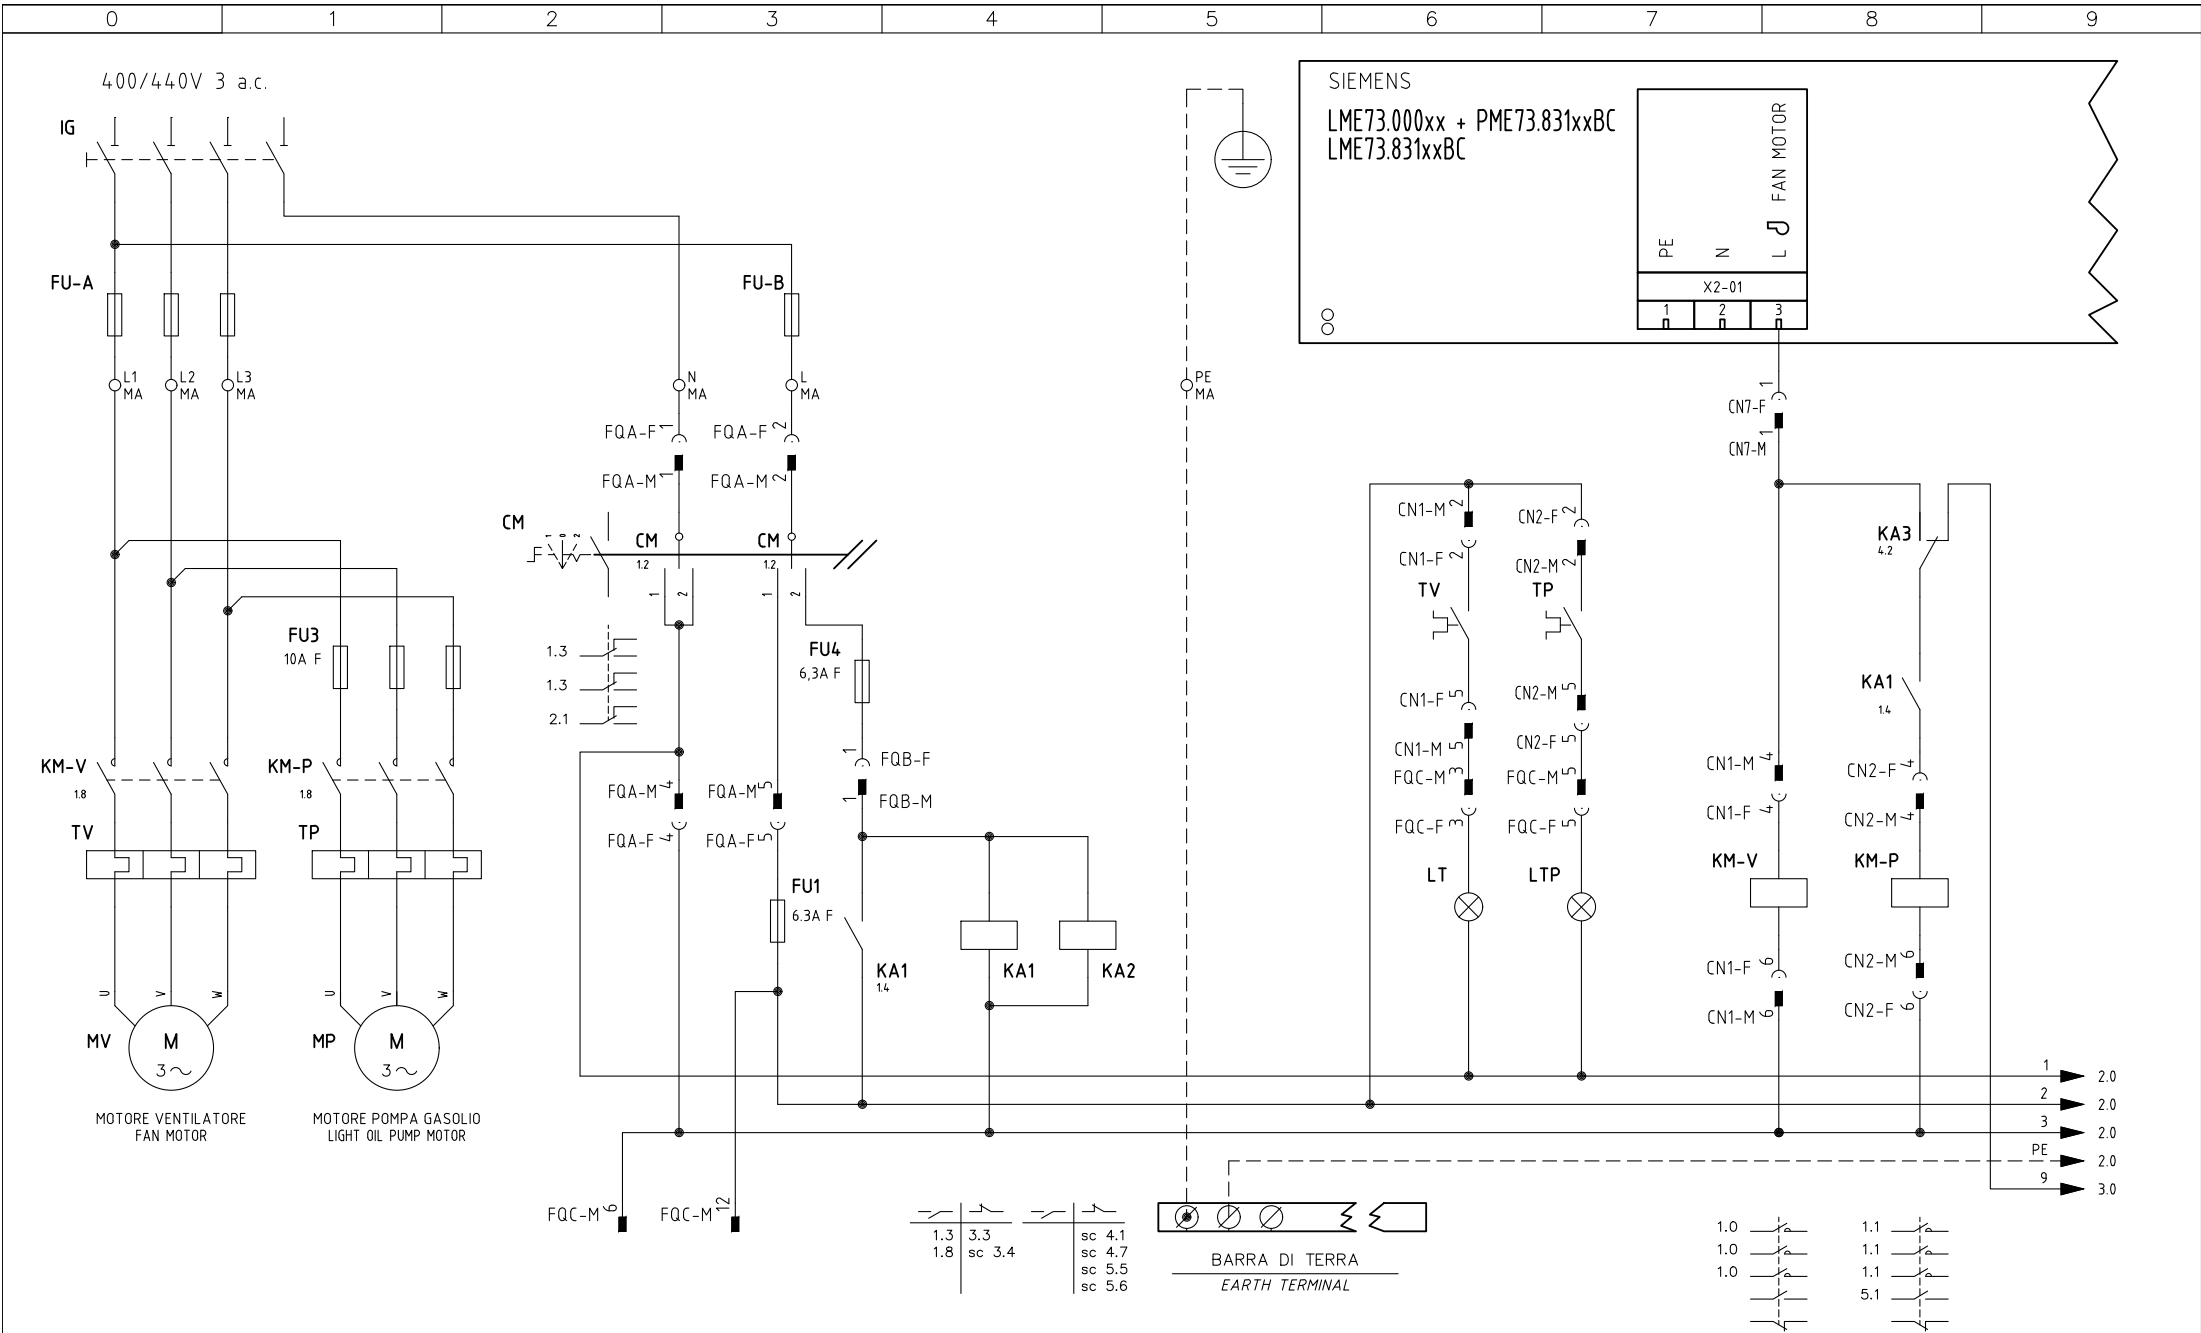 0 1 2 3 4 5 6 7 8 9
400/440V 3 a.c.
IG
SIEMENS
LME73.000xx + PME73.831xxBC
LME73.831xxBC
PE
N
L FAN MOTOR
X2-01
1 2 3
FU-A
FU-B
L1
MA
L2
MA
L3
MA
N
MA
L
MA
PE
MA
1
CN7-F
1
CN7-M
FQA-F 1
FQA-F 2
FQA-M 1
FQA-M 2
CM
1 0 2
CM
1.2
CM
1.2
1 2
1 2
CN1-M 2
CN2-F 2
CN1-F 2
CN2-M 2
TV
TP
KA3
4.2
FU3
10A F
1.3
1.3
2.1
FU4
6,3A F
CN1-F 5
CN2-M 5
KA1
1.4
CN1-M 5
CN2-F 5
KM-V
1.8
KM-P
1.8
FQB-F 1
FQB-M 1
FQA-M 4
FQA-M 5
FQA-F 4
FQA-F 5
FQC-M 3
FQC-M 5
FQC-F 3
FQC-F 5
CN1-M 4
CN2-F 4
CN1-F 4
CN2-M 4
TV
TP
FU1
6.3A F
LT
LTP
KM-V
KM-P
KA1
1.4
KA1
KA2
CN1-F 6
CN2-M 6
CN1-M 6
CN2-F 6
U V W
U V W
MV
M
3
MP
M
3
MOTORE VENTILATORE
FAN MOTOR
MOTORE POMPA GASOLIO
LIGHT OIL PUMP MOTOR
1 2.0
2 2.0
3 2.0
PE 2.0
9 3.0
FQC-M 6
FQC-M 12
1.3 3.3
1.8 sc 3.4
sc 4.1
sc 4.7
sc 5.5
sc 5.6
BARRA DI TERRA
EARTH TERMINAL
1.0
1.0
1.0
1.1
1.1
1.1
5.1